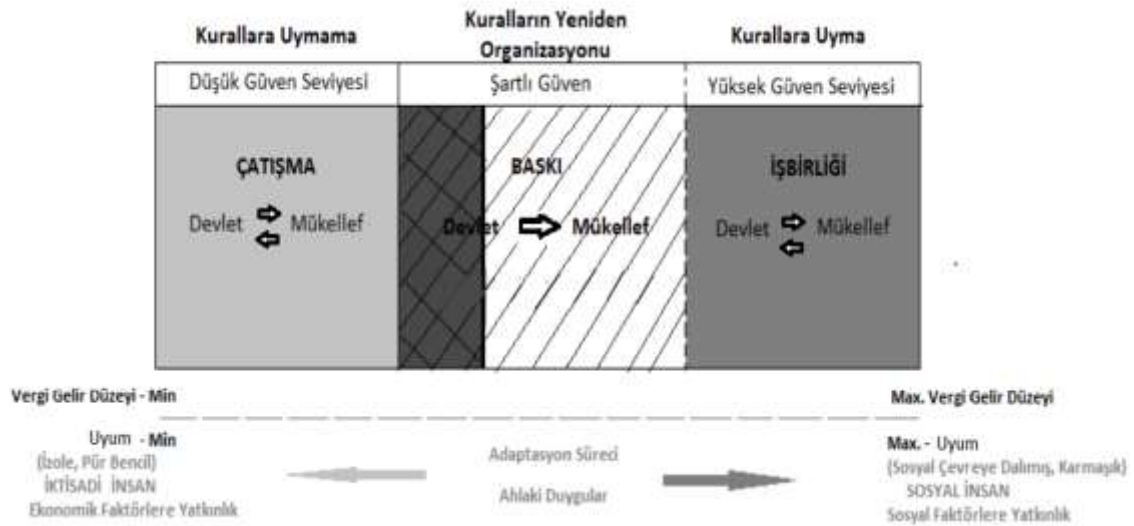 Kurallara Uymama
Kuralların Yeniden
Organizasyonu
Kurallara Uyma
Düşük Güven Seviyesi
Şartlı Güven
Yüksek Güven Seviyesi
ÇATIŞMA
BASKI
İŞBİRLİĞİ
Devlet Mükellef
Devlet Mükellef
Devlet Mükellef
Vergi Gelir Düzeyi - Min
Max. Vergi Gelir Düzeyi
Uyum - Min
(İzole, Pür Bencil)
İKTİSADİ İNSAN
Ekonomik Faktörlere Yatkınlık
Adaptasyon Süreci
Ahlaki Duygular
Max. - Uyum
(Sosyal Çevreye Dalmış, Karmaşık)
SOSYAL İNSAN
Sosyal Faktörlere Yatkınlık